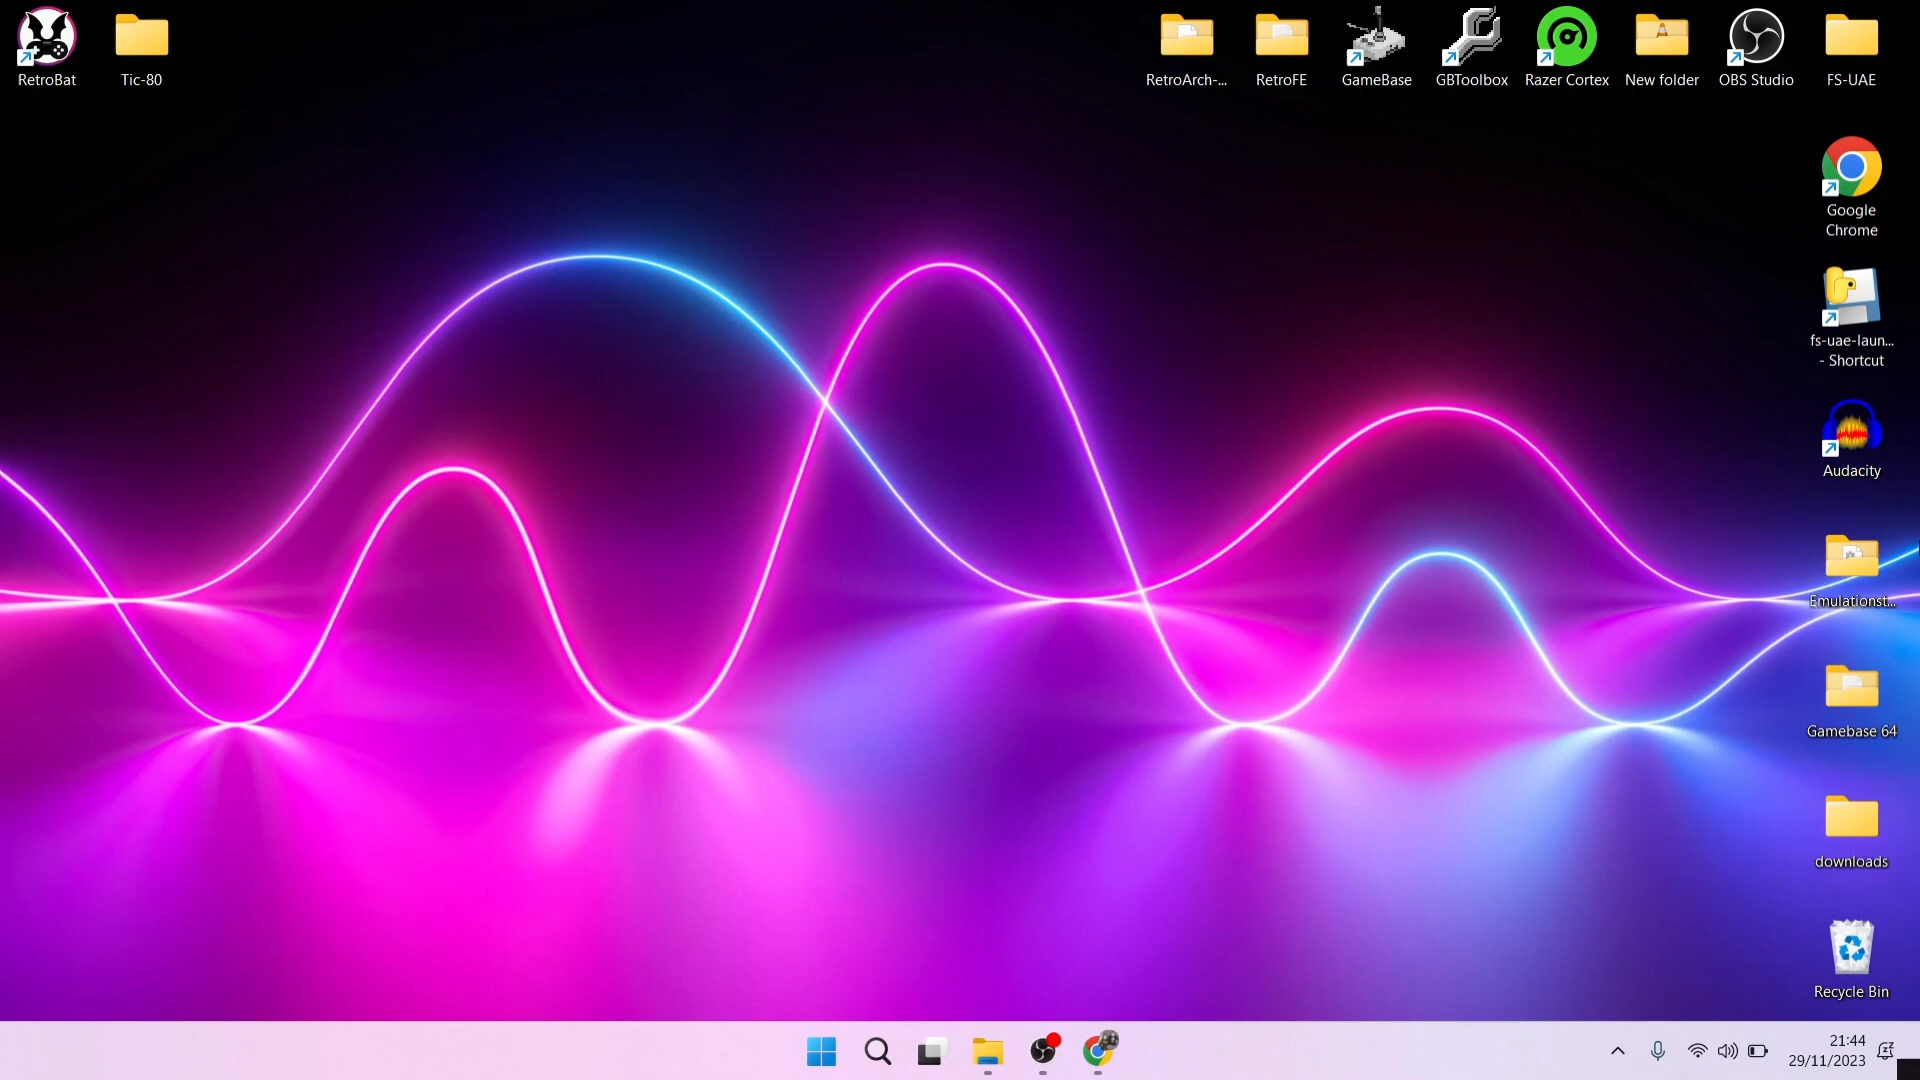 RetroBat
Tic-80
RetroArch-...
RetroFE
GameBase
GBToolbox
Razer Cortex
New folder
OBS Studio
FS-UAE
Google
Chrome
fs-uae-laun...
- Shortcut
Audacity
Emulationst...
Gamebase 64
downloads
Recycle Bin
21:44
29/11/2023